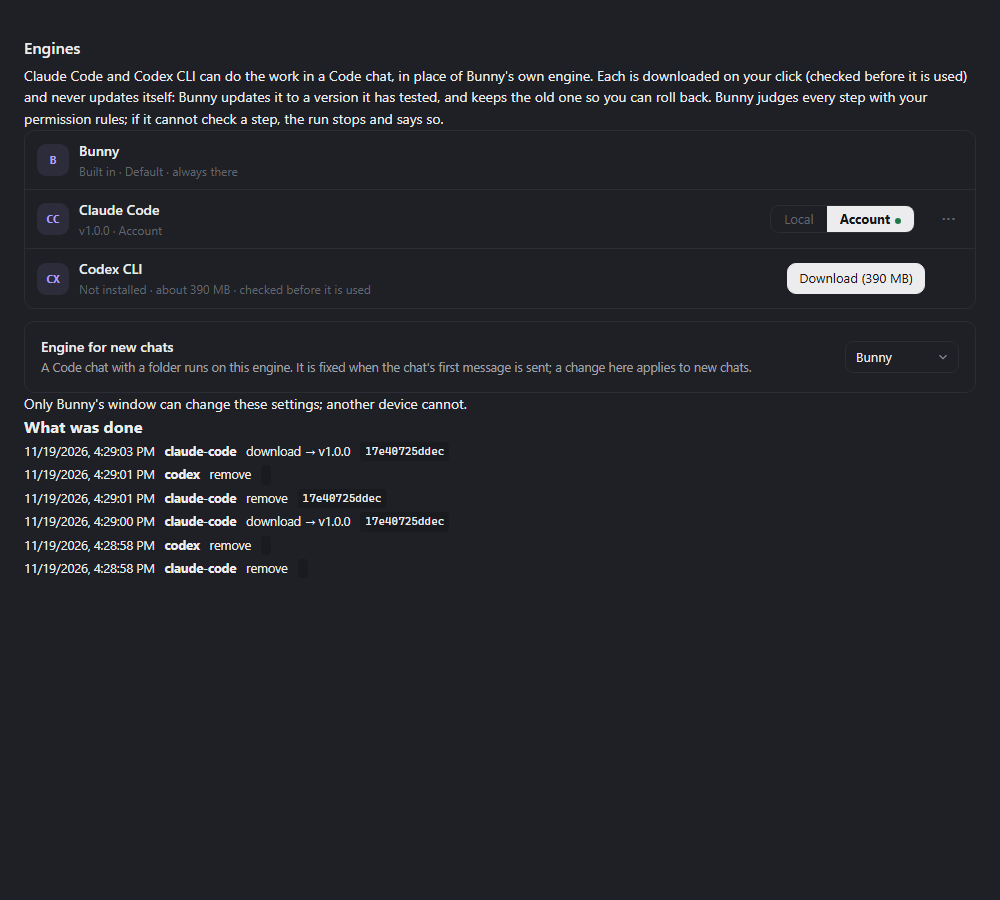 Engines
Claude Code and Codex CLI can do the work in a Code chat, in place of Bunny's own engine. Each is downloaded on your click (checked before it is used)
and never updates itself: Bunny updates it to a version it has tested, and keeps the old one so you can roll back. Bunny judges every step with your
permission rules; if it cannot check a step, the run stops and says so.
B
Bunny
Built in · Default · always there
CC
Claude Code
v1.0.0 · Account
Local
Account
CX
Codex CLI
Not installed · about 390 MB · checked before it is used
Download (390 MB)
Engine for new chats
A Code chat with a folder runs on this engine. It is fixed when the chat's first message is sent; a change here applies to new chats.
Bunny
Only Bunny's window can change these settings; another device cannot.
What was done
11/19/2026, 4:29:03 PM claude-code download → v1.0.0 17e40725ddec
11/19/2026, 4:29:01 PM codex remove
11/19/2026, 4:29:01 PM claude-code remove 17e40725ddec
11/19/2026, 4:29:00 PM claude-code download → v1.0.0 17e40725ddec
11/19/2026, 4:28:58 PM codex remove
11/19/2026, 4:28:58 PM claude-code remove